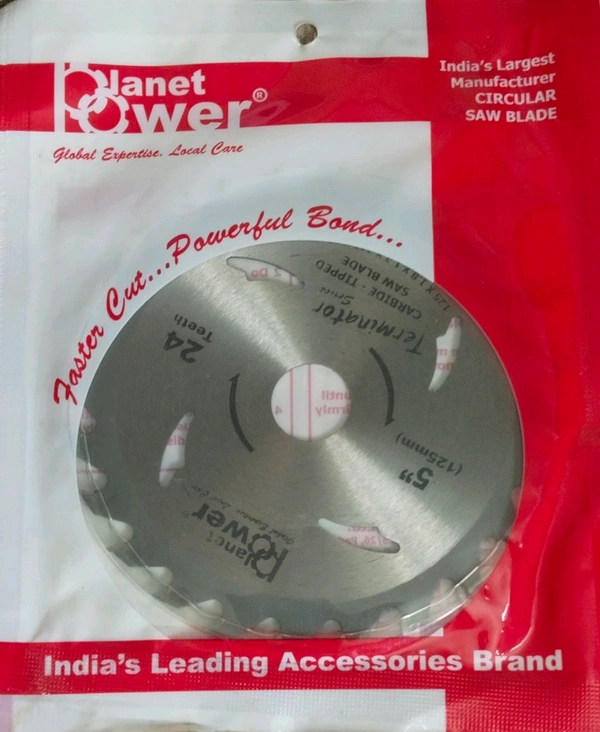 Planet
Power®
Global Expertise. Local Care
India's Largest
Manufacturer
CIRCULAR
SAW BLADE
Faster Cut...Powerful Bond...
CARBIDE - TIPPED
SAW BLADE
Terminator
Series
24
Teeth
5"
(125mm)
Planet
Power
India's Leading Accessories Brand